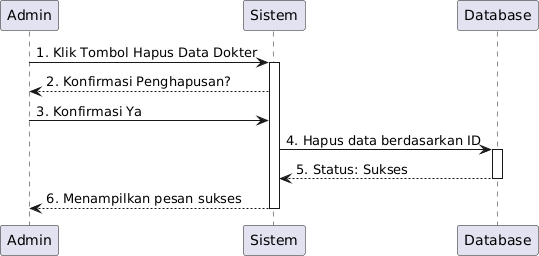 Admin
Sistem
Database
1. Klik Tombol Hapus Data Dokter
2. Konfirmasi Penghapusan?
3. Konfirmasi Ya
4. Hapus data berdasarkan ID
5. Status: Sukses
6. Menampilkan pesan sukses
Admin
Sistem
Database